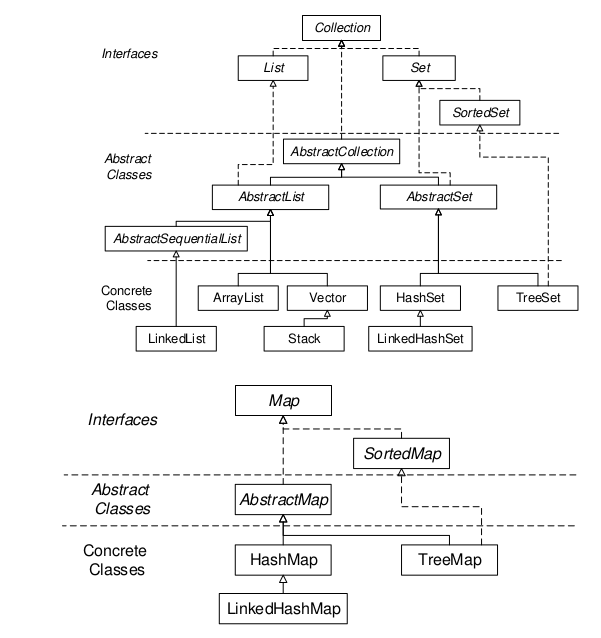 Collection
Interfaces
List
Set
SortedSet
AbstractCollection
Abstract
Classes
AbstractList
AbstractSet
AbstractSequentialList
Concrete
Classes
ArrayList
Vector
HashSet
TreeSet
LinkedList
Stack
LinkedHashSet
Map
Interfaces
SortedMap
Abstract
Classes
AbstractMap
Concrete
Classes
HashMap
TreeMap
LinkedHashMap